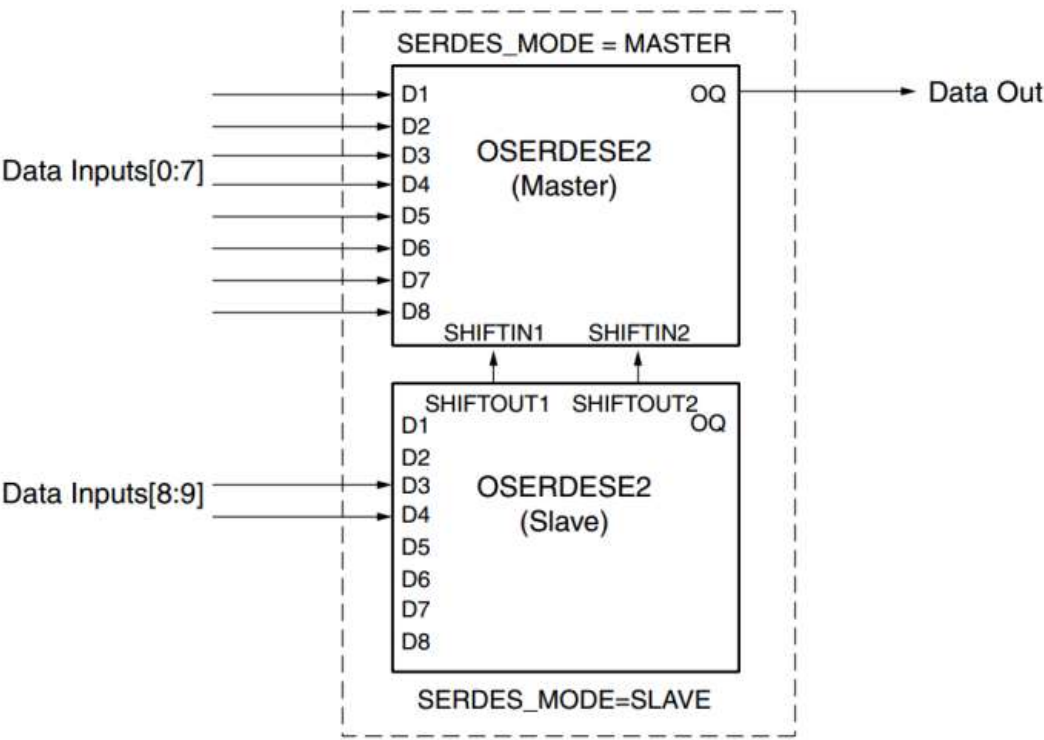 SERDES_MODE = MASTER
D1
OQ
Data Out
D2
OSERDESE2
D3
Data Inputs[0:7]
(Master)
D4
D5
D6
D7
D8
SHIFTIN1 SHIFTIN2
SHIFTOUT1 SHIFTOUT2
D1
OQ
D2
OSERDESE2
D3
Data Inputs[8:9]
D4
(Slave)
D5
D6
D7
D8
SERDES_MODE=SLAVE